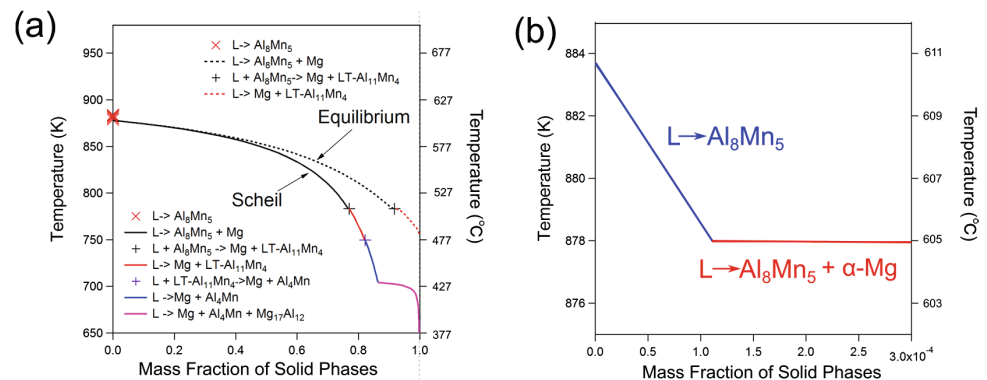 (a)
950
900
850
800
750
700
650
Temperature (K)
L-> Al₈Mn₅
L-> Al₈Mn₅ + Mg
L + Al₈Mn₅-> Mg + LT-Al₁₁Mn₄
L-> Mg + LT-Al₁₁Mn₄
Equilibrium
Scheil
L-> Al₈Mn₅
L-> Al₈Mn₅ + Mg
L + Al₈Mn₅ -> Mg + LT-Al₁₁Mn₄
L-> Mg + LT-Al₁₁Mn₄
L + LT-Al₁₁Mn₄->Mg + Al₄Mn
L ->Mg + Al₄Mn
L -> Mg + Al₄Mn + Mg₁₇Al₁₂
677
627
577
527
477
427
377
Temperature (°C)
0.0 0.2 0.4 0.6 0.8 1.0
Mass Fraction of Solid Phases
(b)
884
882
880
878
876
Temperature (K)
L→Al₈Mn₅
L→Al₈Mn₅ + α-Mg
611
609
607
605
603
Temperature (°C)
0.0 0.5 1.0 1.5 2.0 2.5 3.0x10⁻⁴
Mass Fraction of Solid Phases